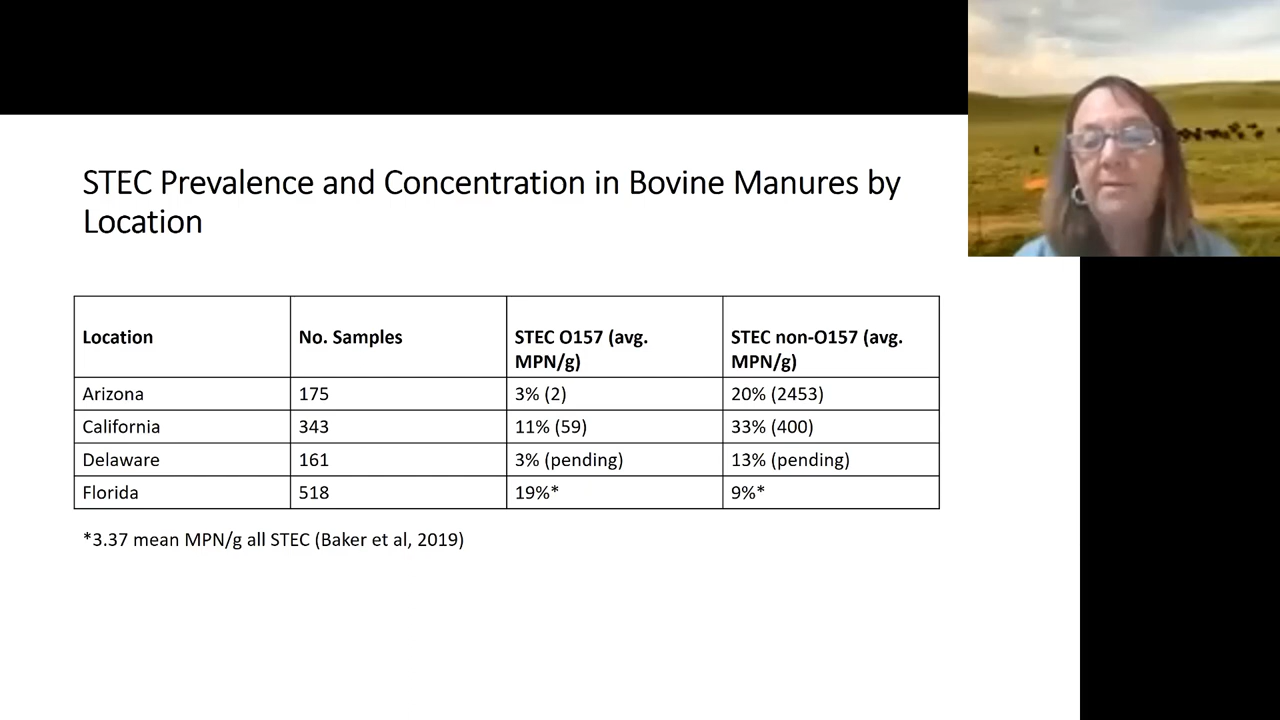 STEC Prevalence and Concentration in Bovine Manures by
Location
Location No. Samples STEC O157 (avg. MPN/g) STEC non-O157 (avg. MPN/g)
Arizona 175 3% (2) 20% (2453)
California 343 11% (59) 33% (400)
Delaware 161 3% (pending) 13% (pending)
Florida 518 19%* 9%*
*3.37 mean MPN/g all STEC (Baker et al, 2019)